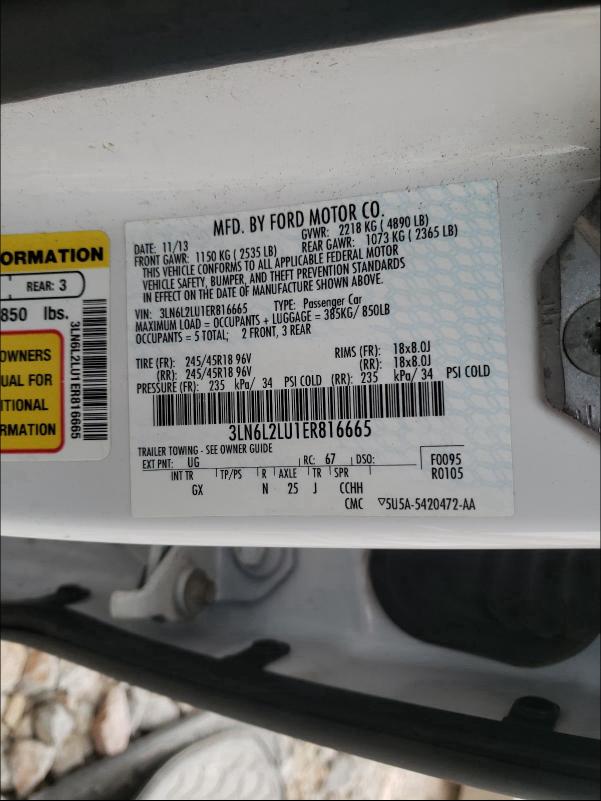 MFD. BY FORD MOTOR CO.
DATE: 11/13 GVWR: 2218 KG ( 4890 LB)
FRONT GAWR: 1150 KG ( 2535 LB) REAR GAWR: 1073 KG ( 2365 LB)
THIS VEHICLE CONFORMS TO ALL APPLICABLE FEDERAL MOTOR
VEHICLE SAFETY, BUMPER, AND THEFT PREVENTION STANDARDS
IN EFFECT ON THE DATE OF MANUFACTURE SHOWN ABOVE.
VIN: 3LN6L2LU1ER816665 TYPE: Passenger Car
MAXIMUM LOAD = OCCUPANTS + LUGGAGE = 385KG/ 850LB
OCCUPANTS = 5 TOTAL; 2 FRONT, 3 REAR
TIRE (FR): 245/45R18 96V RIMS (FR): 18x8.0J
(RR): 245/45R18 96V (RR): 18x8.0J
PRESSURE (FR): 235 kPa/ 34 PSI COLD (RR): 235 kPa/ 34 PSI COLD
3LN6L2LU1ER816665
TRAILER TOWING - SEE OWNER GUIDE
EXT PNT: UG RC: 67 DSO: F0095
R0105
INT TR TP/PS R AXLE TR SPR
GX N 25 J CCHH
CMC ▽5U5A-5420472-AA
ORMATION
REAR: 3
850 lbs.
OWNERS
UAL FOR
ITIONAL
RMATION
3LN6L2LU1ER816665